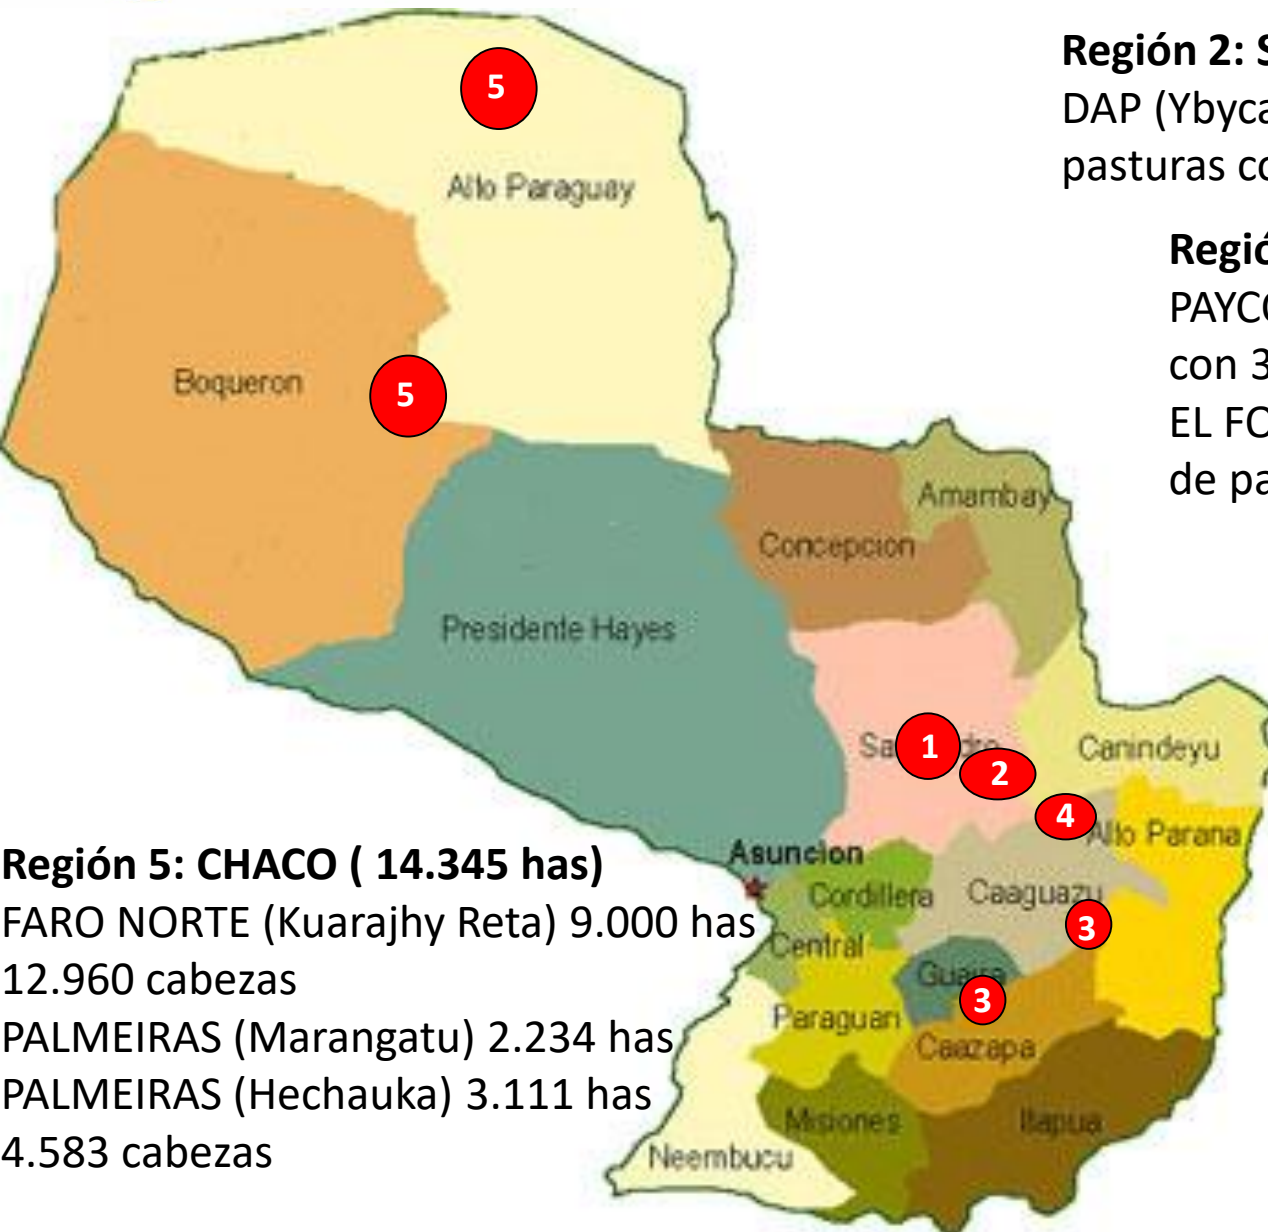 Región 2: S
DAP (Ybyca
pasturas co
Regió
PAYCO
con 3
EL FO
de pa
5
Alto Paraguay
Boqueron
5
Amambay
Concepcion
Presidente Hayes
1
2
Canindeyu
4
Alto Parana
Asuncion
Cordillera
Caaguazu
3
Central
Guaira
3
Paraguari
Caazapa
Misiones
Itapua
Neembucu
Región 5: CHACO ( 14.345 has)
FARO NORTE (Kuarajhy Reta) 9.000 has
12.960 cabezas
PALMEIRAS (Marangatu) 2.234 has
PALMEIRAS (Hechauka) 3.111 has
4.583 cabezas